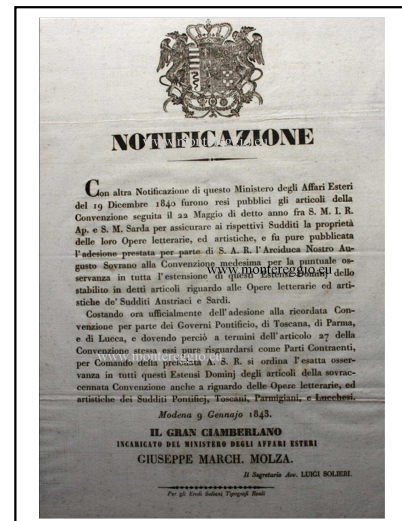 NOTIFICAZIONE
Con altra Notificazione di questo Ministero degli Affari Esteri
del 19 Dicembre 1840 furono resi pubblici gli articoli della
Convenzione seguita il 22 Maggio di detto anno fra S. M. I. R.
Ap. e S. M. Sarda per assicurare ai rispettivi Sudditi la proprietà
delle loro Opere letterarie, ed artistiche, e fu pure pubblicata
l'adesione prestata per parte di S. A. R. l'Arciduca Nostro Au-
gusto Sovrano alla Convenzione medesima per la puntuale os-
servanza in tutta l'estensione di questi Estensi Dominj dello
www.montereggio.eu
stabilito in detti articoli riguardo alle Opere letterarie ed arti-
stiche de' Sudditi Austriaci e Sardi.
Costando ora officialmente dell'adesione alla ricordata Con-
venzione per parte dei Governi Pontificio, di Toscana, di Parma,
e di Lucca, e dovendo perciò a termini dell'articolo 27 della
Convenzione stessa essi pure risguardarsi come Parti Contraenti,
per Comando della prefata A. S. R. si ordina l'esatta osser-
vanza in tutti questi Estensi Dominj degli articoli della sovrac-
cennata Convenzione anche a riguardo delle Opere letterarie, ed
artistiche dei Sudditi Pontificj, Toscani, Parmigiani, e Lucchesi.
Modena 9 Gennajo 1843.
IL GRAN CIAMBERLANO
INCARICATO DEL MINISTERO DEGLI AFFARI ESTERI
GIUSEPPE MARCH. MOLZA.
Il Segretario Avv. LUIGI SOLIERI.
Per gli Eredi Soliani Tipografi Reali